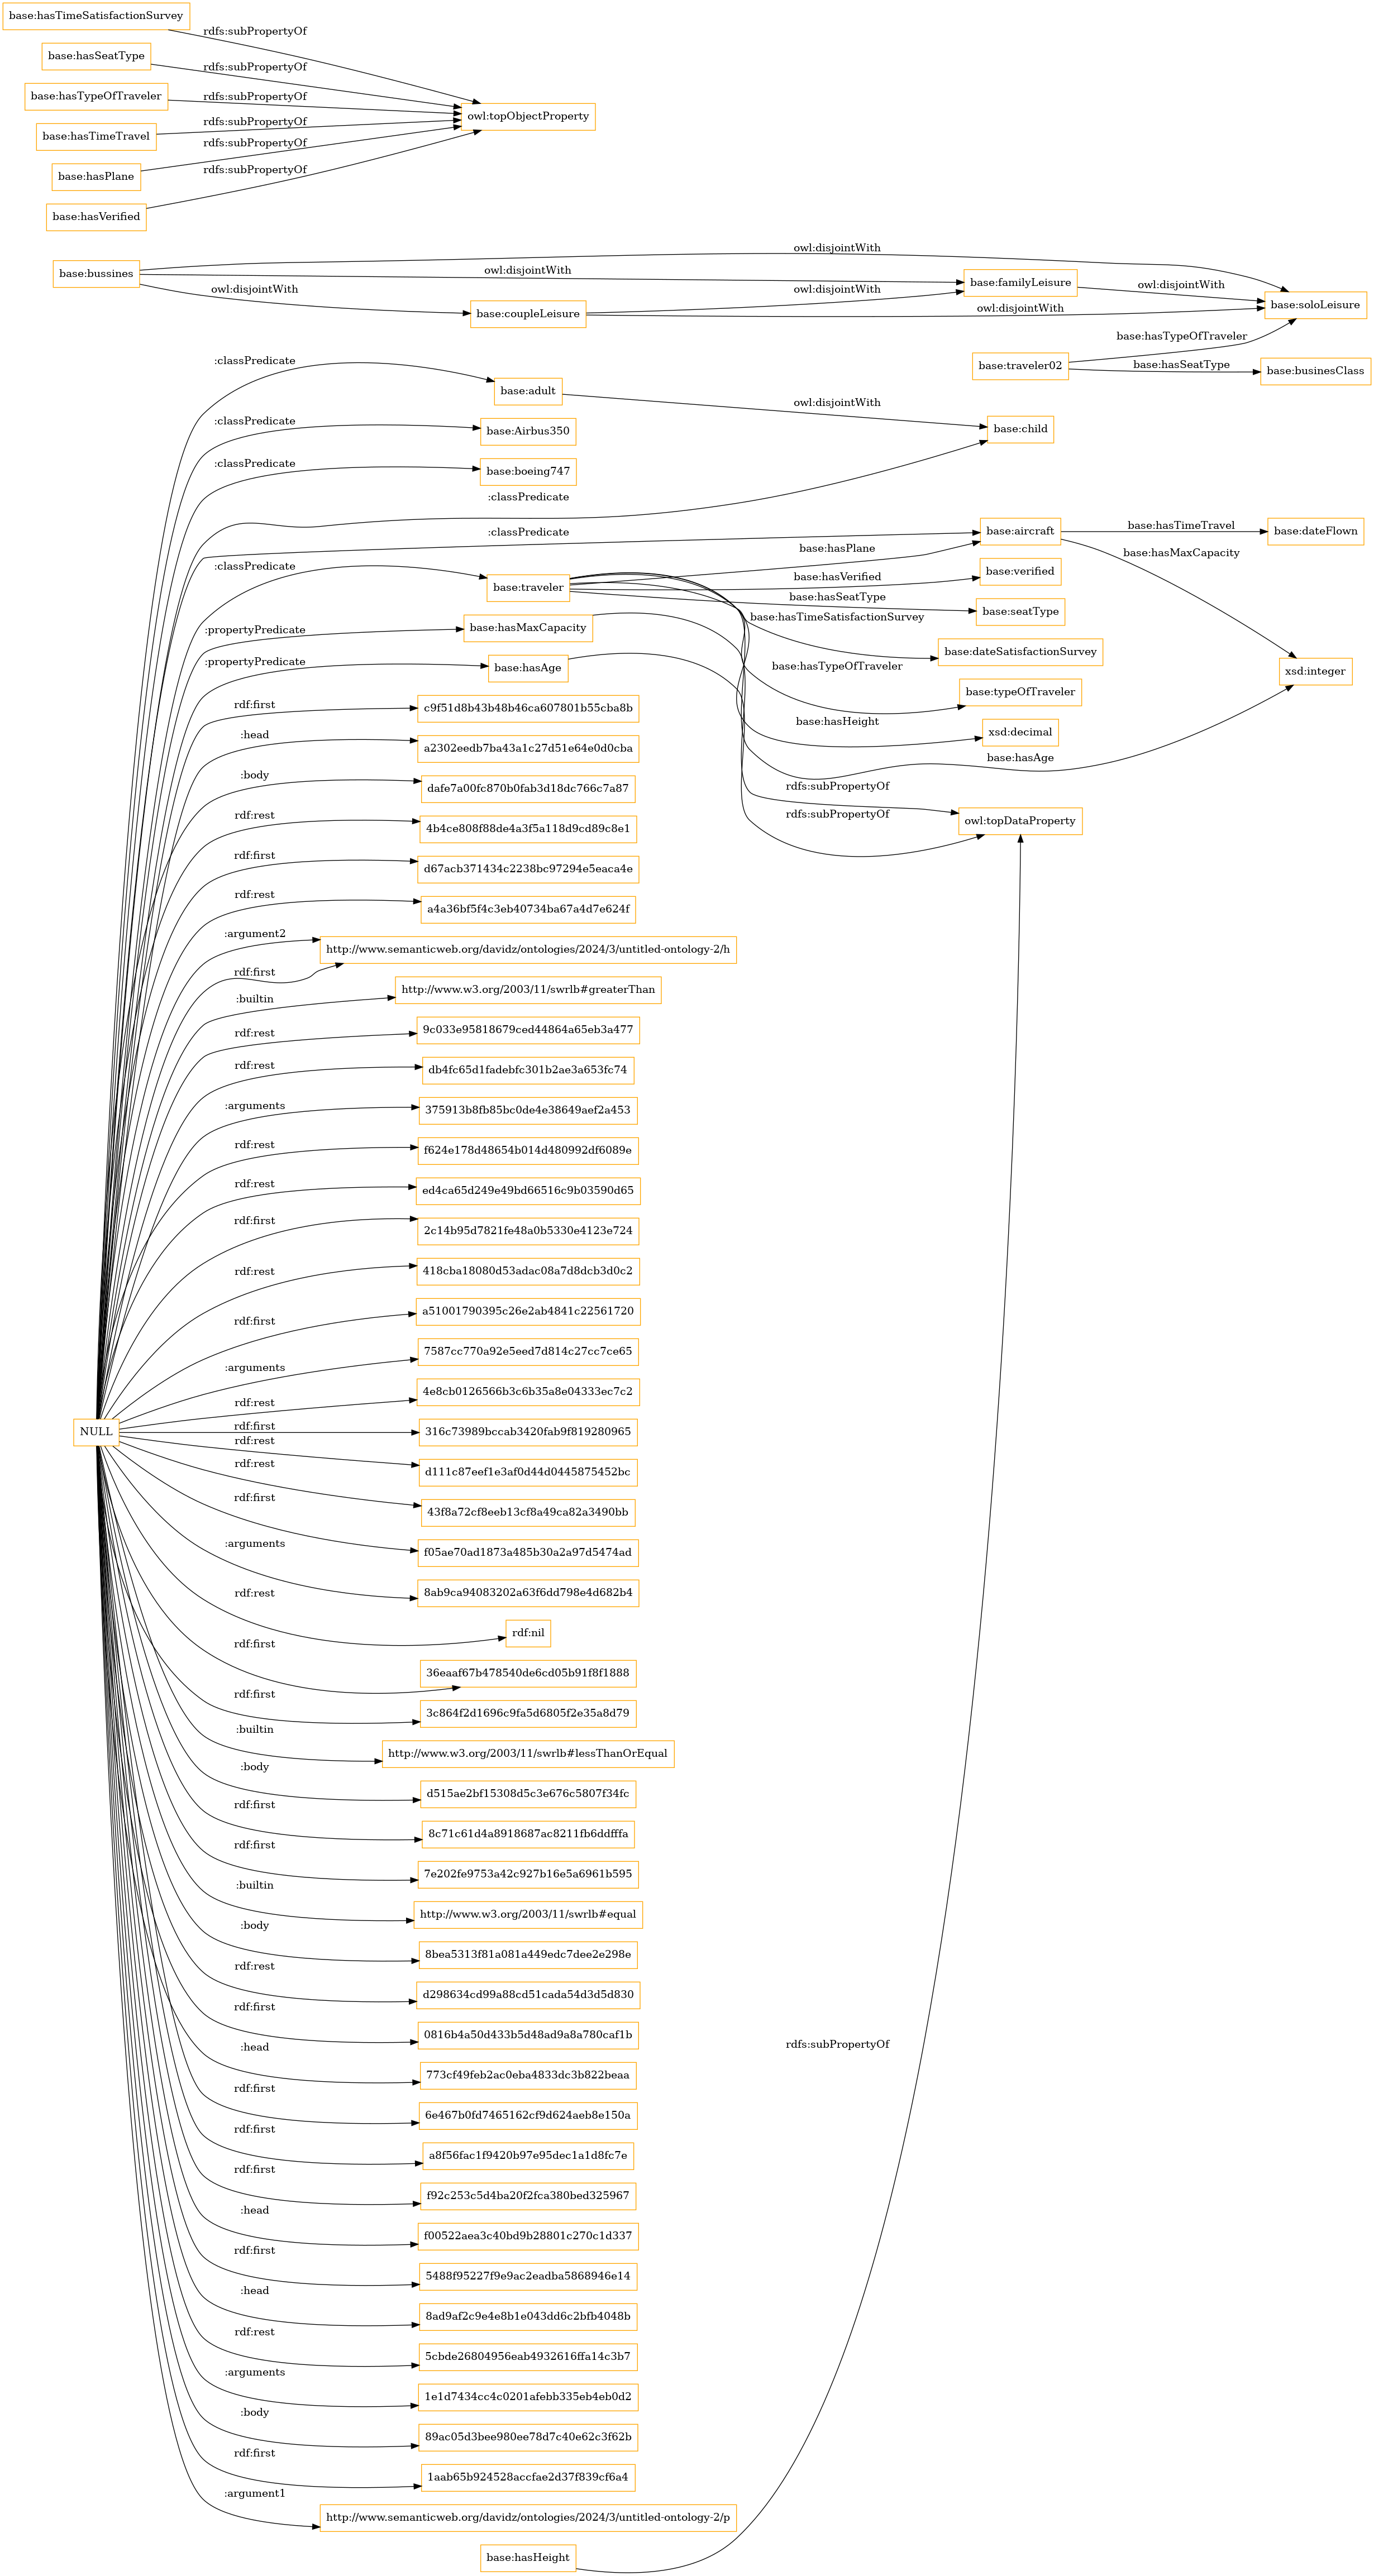 base:hasTimeSatisfactionSurvey
rdfs:subPropertyOf
base:hasSeatType
rdfs:subPropertyOf
base:hasTypeOfTraveler
rdfs:subPropertyOf
owl:topObjectProperty
base:hasTimeTravel
rdfs:subPropertyOf
base:hasPlane
rdfs:subPropertyOf
base:hasVerified
rdfs:subPropertyOf
base:bussines
owl:disjointWith
owl:disjointWith
owl:disjointWith
base:coupleLeisure
owl:disjointWith
owl:disjointWith
base:familyLeisure
owl:disjointWith
base:soloLeisure
base:traveler02
base:hasTypeOfTraveler
base:hasSeatType
base:businesClass
:classPredicate
base:adult
owl:disjointWith
base:child
:classPredicate
base:Airbus350
:classPredicate
base:boeing747
:classPredicate
:classPredicate
base:aircraft
base:hasTimeTravel
base:dateFlown
base:hasMaxCapacity
:classPredicate
base:traveler
base:hasPlane
base:hasVerified
base:verified
base:hasSeatType
base:seatType
base:hasTimeSatisfactionSurvey
base:dateSatisfactionSurvey
base:hasTypeOfTraveler
base:typeOfTraveler
base:hasHeight
xsd:decimal
base:hasAge
xsd:integer
:propertyPredicate
base:hasMaxCapacity
rdfs:subPropertyOf
:propertyPredicate
base:hasAge
rdfs:subPropertyOf
owl:topDataProperty
rdf:first
c9f51d8b43b48b46ca607801b55cba8b
:head
a2302eedb7ba43a1c27d51e64e0d0cba
:body
dafe7a00fc870b0fab3d18dc766c7a87
rdf:rest
4b4ce808f88de4a3f5a118d9cd89c8e1
rdf:first
d67acb371434c2238bc97294e5eaca4e
rdf:rest
a4a36bf5f4c3eb40734ba67a4d7e624f
:argument2
http://www.semanticweb.org/davidz/ontologies/2024/3/untitled-ontology-2/h
rdf:first
:builtin
http://www.w3.org/2003/11/swrlb#greaterThan
rdf:rest
9c033e95818679ced44864a65eb3a477
rdf:rest
db4fc65d1fadebfc301b2ae3a653fc74
:arguments
375913b8fb85bc0de4e38649aef2a453
rdf:rest
f624e178d48654b014d480992df6089e
rdf:rest
ed4ca65d249e49bd66516c9b03590d65
rdf:first
2c14b95d7821fe48a0b5330e4123e724
rdf:rest
418cba18080d53adac08a7d8dcb3d0c2
rdf:first
a51001790395c26e2ab4841c22561720
:arguments
7587cc770a92e5eed7d814c27cc7ce65
rdf:rest
4e8cb0126566b3c6b35a8e04333ec7c2
NULL
rdf:first
316c73989bccab3420fab9f819280965
rdf:rest
d111c87eef1e3af0d44d0445875452bc
rdf:rest
43f8a72cf8eeb13cf8a49ca82a3490bb
rdf:first
f05ae70ad1873a485b30a2a97d5474ad
:arguments
8ab9ca94083202a63f6dd798e4d682b4
rdf:rest
rdf:nil
rdf:first
36eaaf67b478540de6cd05b91f8f1888
rdf:first
3c864f2d1696c9fa5d6805f2e35a8d79
:builtin
http://www.w3.org/2003/11/swrlb#lessThanOrEqual
:body
d515ae2bf15308d5c3e676c5807f34fc
rdf:first
8c71c61d4a8918687ac8211fb6ddfffa
rdf:first
7e202fe9753a42c927b16e5a6961b595
:builtin
http://www.w3.org/2003/11/swrlb#equal
:body
8bea5313f81a081a449edc7dee2e298e
rdf:rest
d298634cd99a88cd51cada54d3d5d830
rdf:first
0816b4a50d433b5d48ad9a8a780caf1b
:head
773cf49feb2ac0eba4833dc3b822beaa
rdf:first
6e467b0fd7465162cf9d624aeb8e150a
rdf:first
a8f56fac1f9420b97e95dec1a1d8fc7e
rdf:first
f92c253c5d4ba20f2fca380bed325967
:head
f00522aea3c40bd9b28801c270c1d337
rdf:first
5488f95227f9e9ac2eadba5868946e14
:head
8ad9af2c9e4e8b1e043dd6c2bfb4048b
rdf:rest
5cbde26804956eab4932616ffa14c3b7
:arguments
1e1d7434cc4c0201afebb335eb4eb0d2
:body
89ac05d3bee980ee78d7c40e62c3f62b
rdf:first
1aab65b924528accfae2d37f839cf6a4
:argument1
http://www.semanticweb.org/davidz/ontologies/2024/3/untitled-ontology-2/p
base:hasHeight
rdfs:subPropertyOf